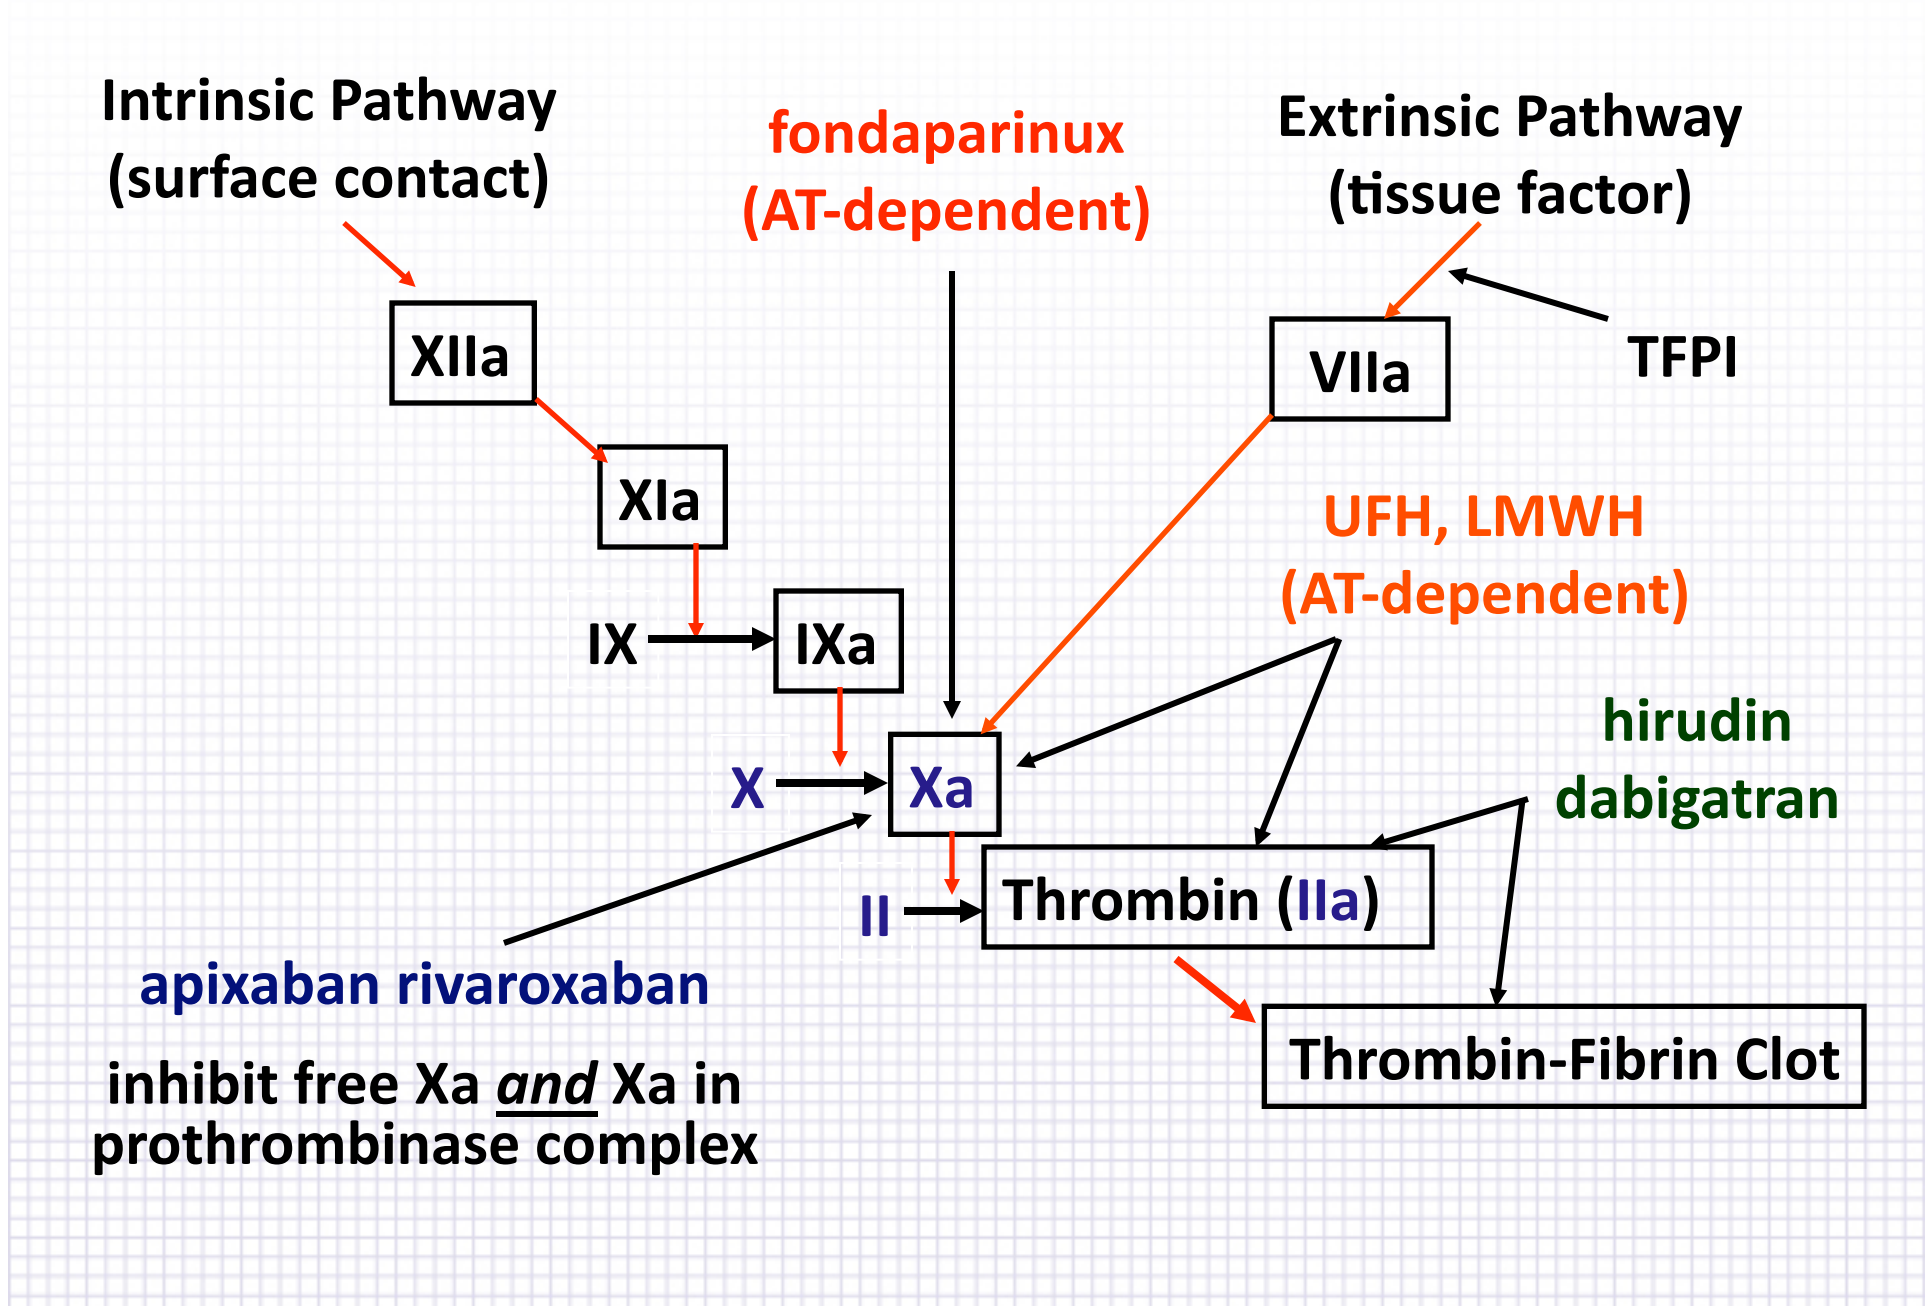 Intrinsic Pathway
(surface contact)
fondaparinux
(AT-dependent)
Extrinsic Pathway
(tissue factor)
XIIa
VIIa
TFPI
XIa
UFH, LMWH
(AT-dependent)
IX
IXa
hirudin
dabigatran
X
Xa
II
Thrombin (IIa)
apixaban rivaroxaban
inhibit free Xa and Xa in
prothrombinase complex
Thrombin-Fibrin Clot